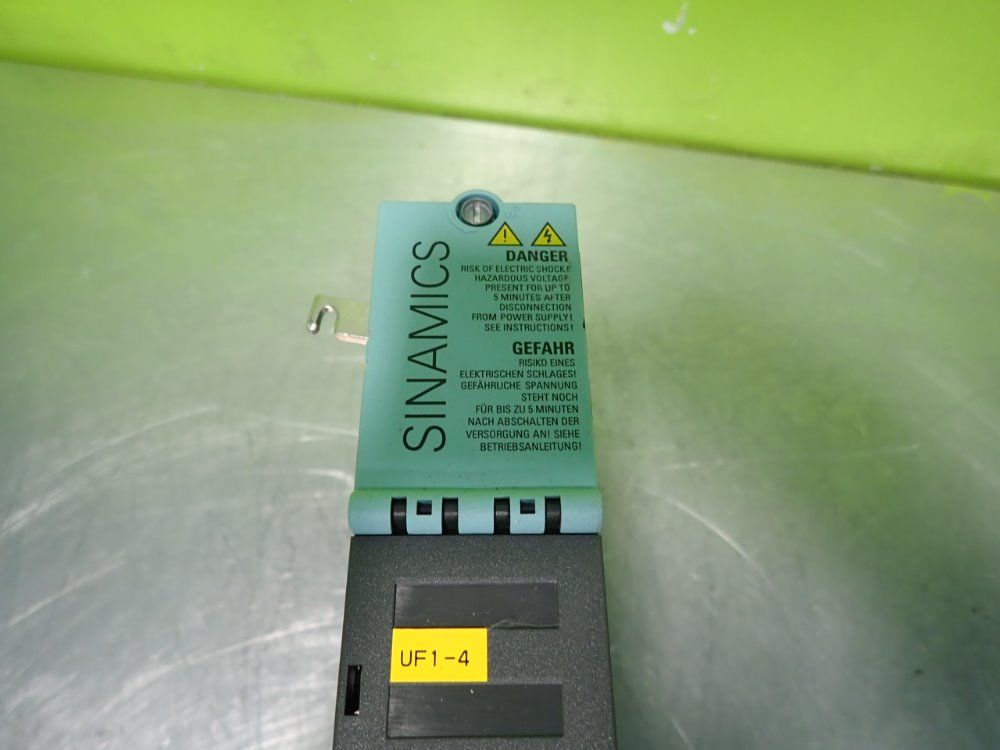 SINAMICS
DANGER
RISK OF ELECTRIC SHOCK!
HAZARDOUS VOLTAGE
PRESENT FOR UP TO
5 MINUTES AFTER
DISCONNECTION
FROM POWER SUPPLY!
SEE INSTRUCTIONS!
GEFAHR
RISIKO EINES
ELEKTRISCHEN SCHLAGES!
GEFÄHRLICHE SPANNUNG
STEHT NOCH
FÜR BIS ZU 5 MINUTEN
NACH ABSCHALTEN DER
VERSORGUNG AN! SIEHE
BETRIEBSANLEITUNG!
UF1-4